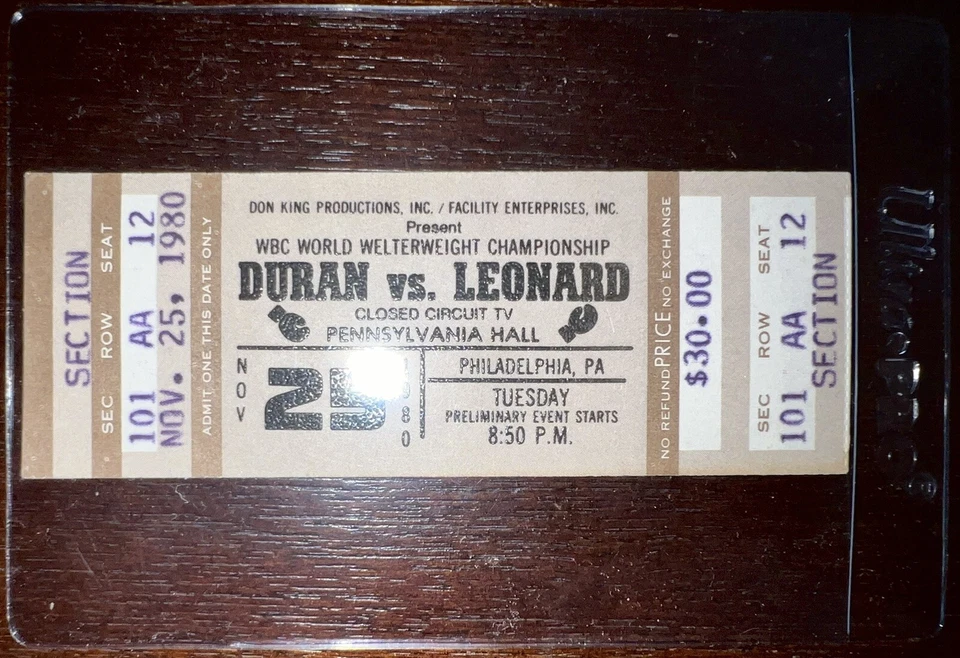 SECTION
SEC ROW SEAT
101 AA 12
NOV. 25, 1980
ADMIT ONE THIS DATE ONLY
DON KING PRODUCTIONS, INC. / FACILITY ENTERPRISES, INC.
Present
WBC WORLD WELTERWEIGHT CHAMPIONSHIP
DURAN vs. LEONARD
CLOSED CIRCUIT TV
PENNSYLVANIA HALL
NOV
25
80
PHILADELPHIA, PA
TUESDAY
PRELIMINARY EVENT STARTS
8:50 P.M.
NO REFUND PRICE NO EXCHANGE
$30.00
SEC ROW SEAT
101 AA 12
SECTION